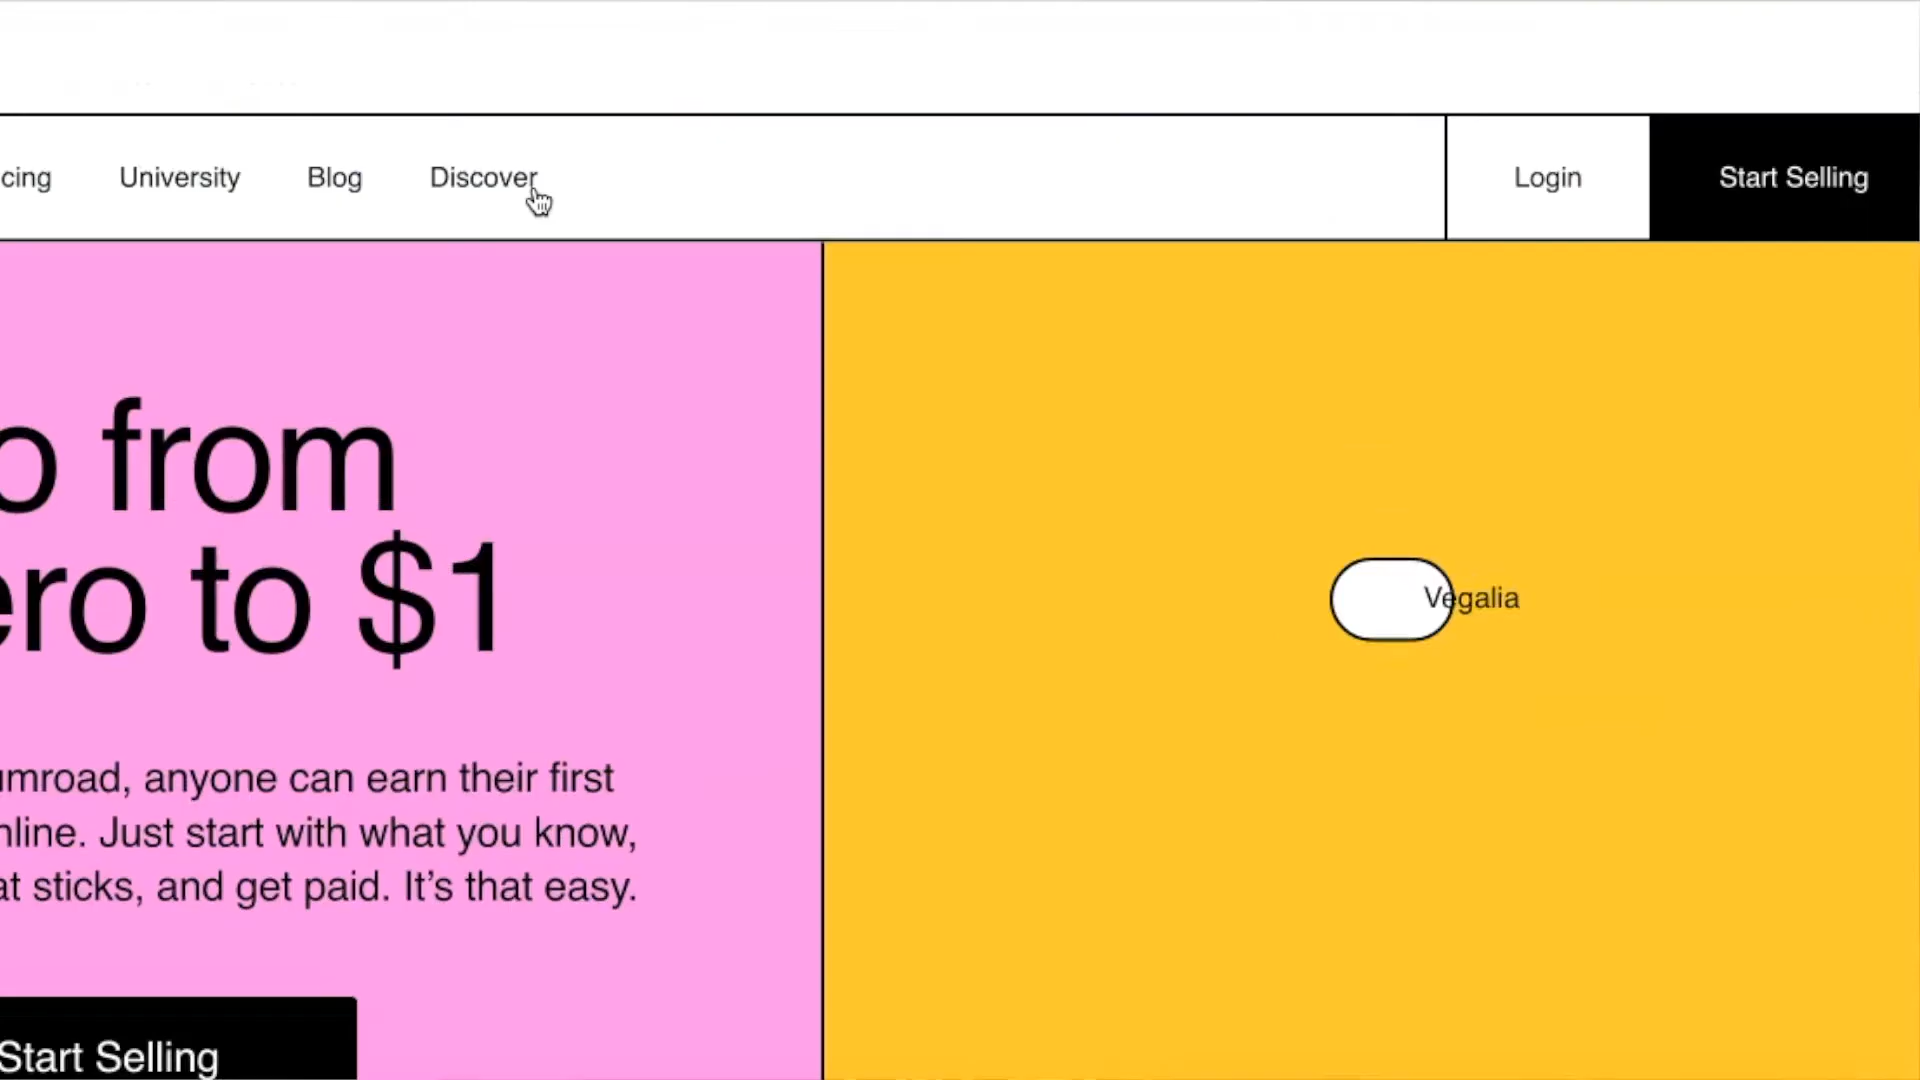 cing University Blog Discover Login Start Selling
o from
ero to $1
umroad, anyone can earn their first
nline. Just start with what you know,
at sticks, and get paid. It’s that easy.
Start Selling
Vegalia